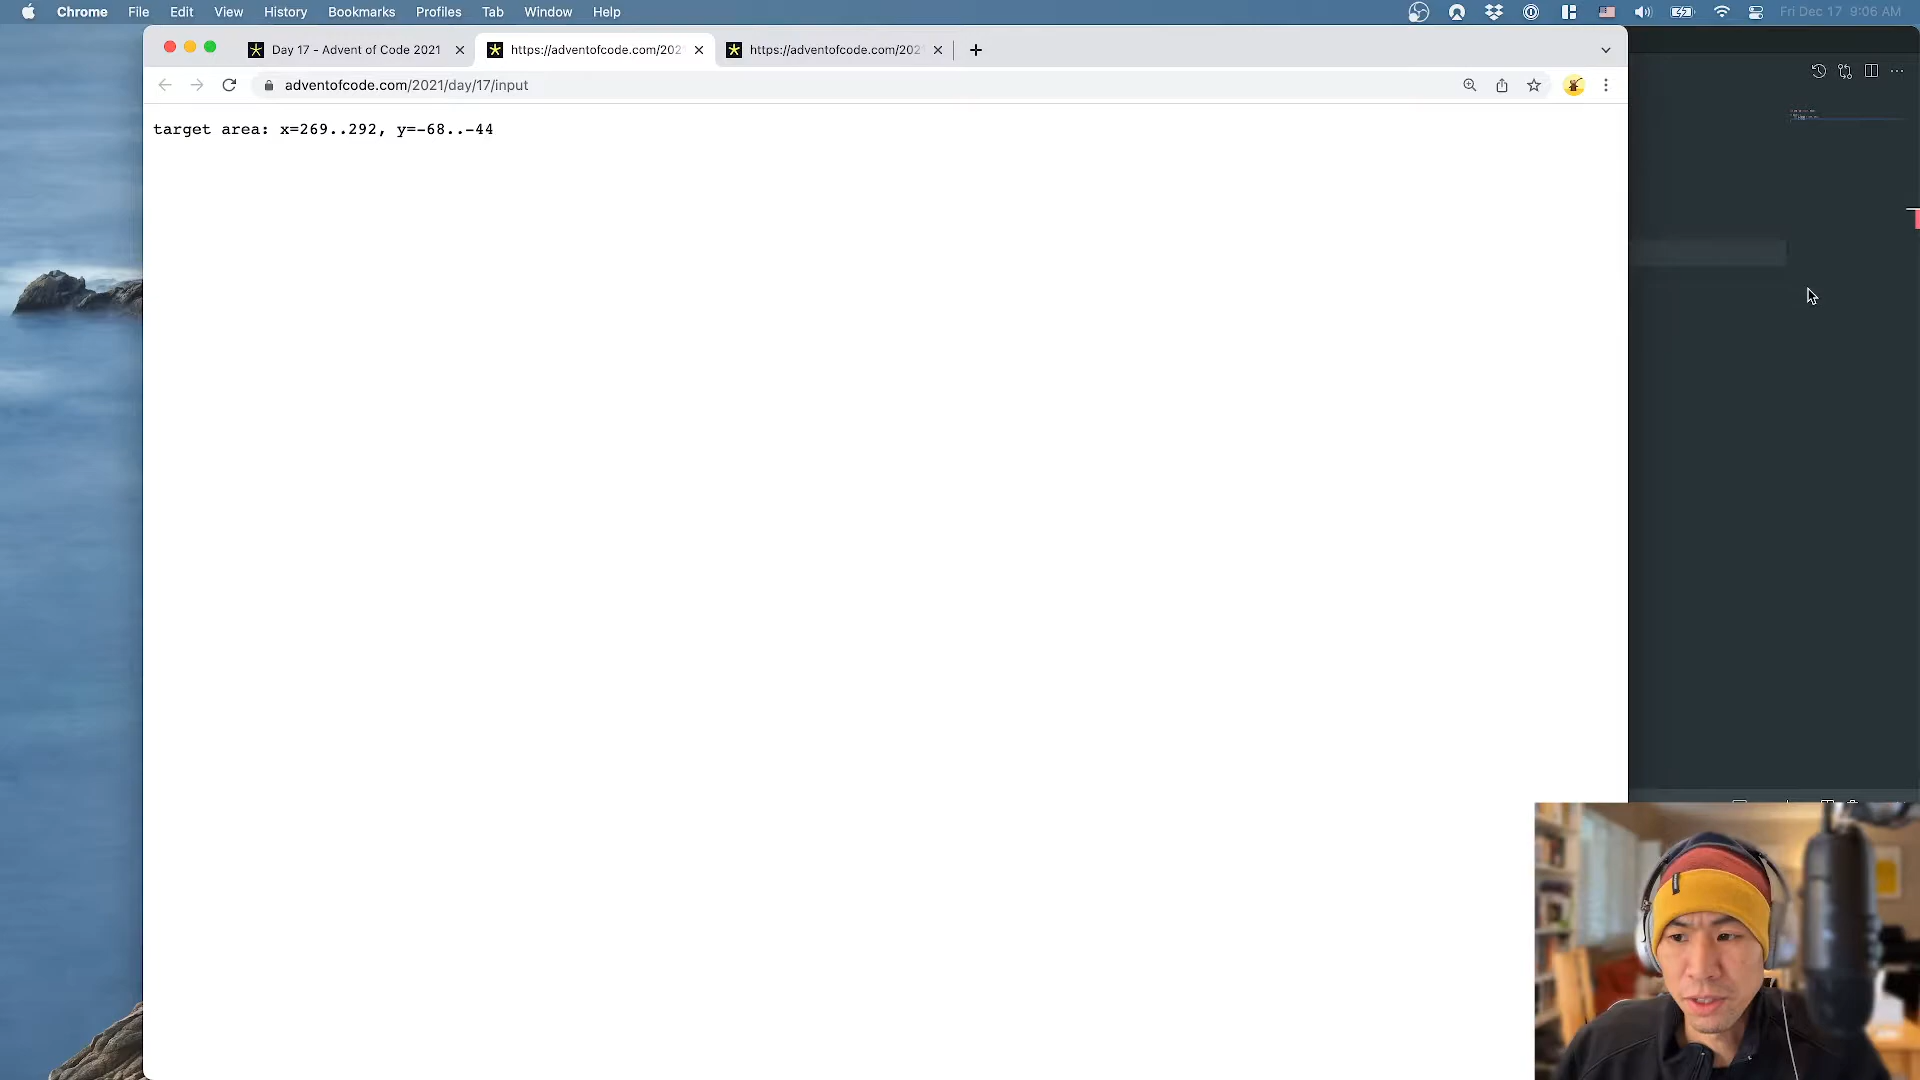 Chrome File Edit View History Bookmarks Profiles Tab Window Help Fri Dec 17 9:06 AM
Day 17 - Advent of Code 2021 https://adventofcode.com/202 https://adventofcode.com/202
adventofcode.com/2021/day/17/input
target area: x=269..292, y=-68..-44